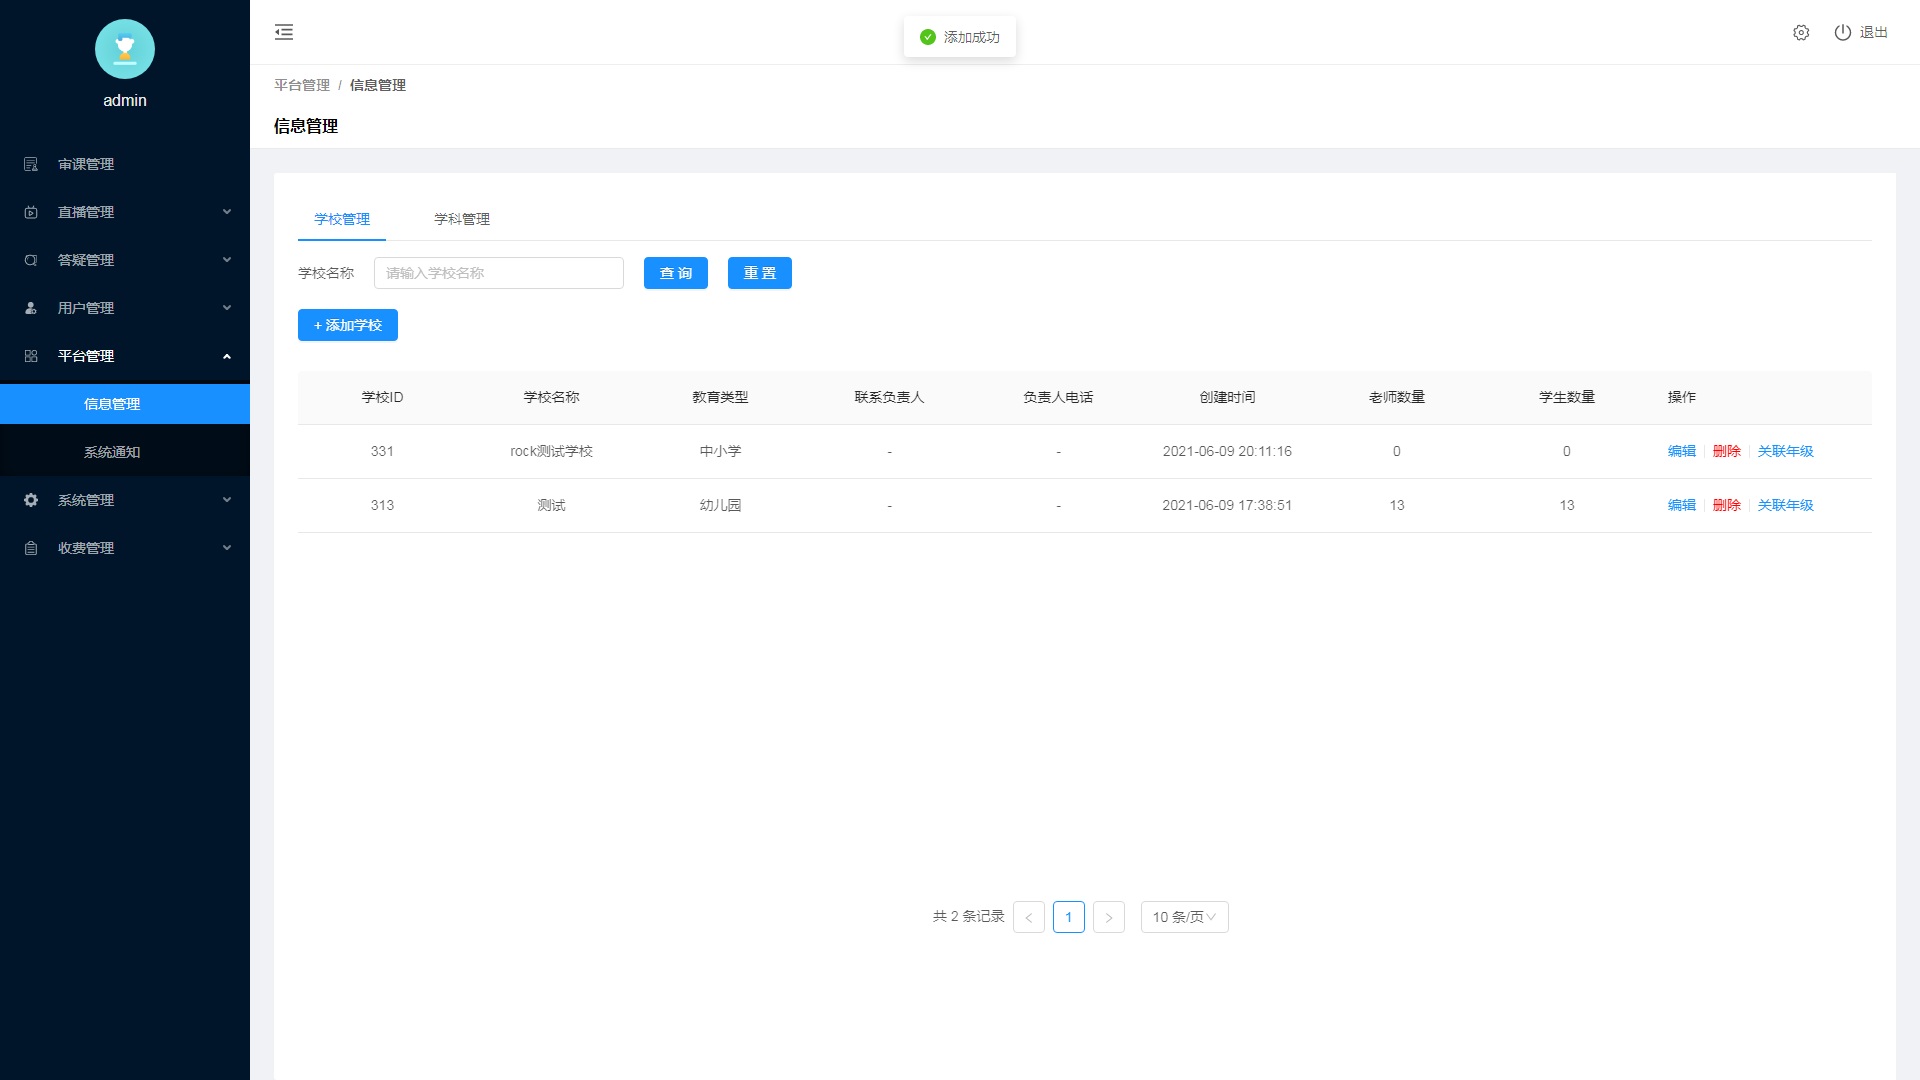 admin
审课管理
直播管理
答疑管理
用户管理
平台管理
信息管理
系统通知
系统管理
收费管理
添加成功
退出
平台管理 / 信息管理
信息管理
学校管理 学科管理
学校名称 请输入学校名称 查 询 重 置
+ 添加学校
学校ID 学校名称 教育类型 联系负责人 负责人电话 创建时间 老师数量 学生数量 操作
331 rock测试学校 中小学 - - 2021-06-09 20:11:16 0 0 编辑 删除 关联年级
313 测试 幼儿园 - - 2021-06-09 17:38:51 13 13 编辑 删除 关联年级
共 2 条记录 < 1 > 10 条/页